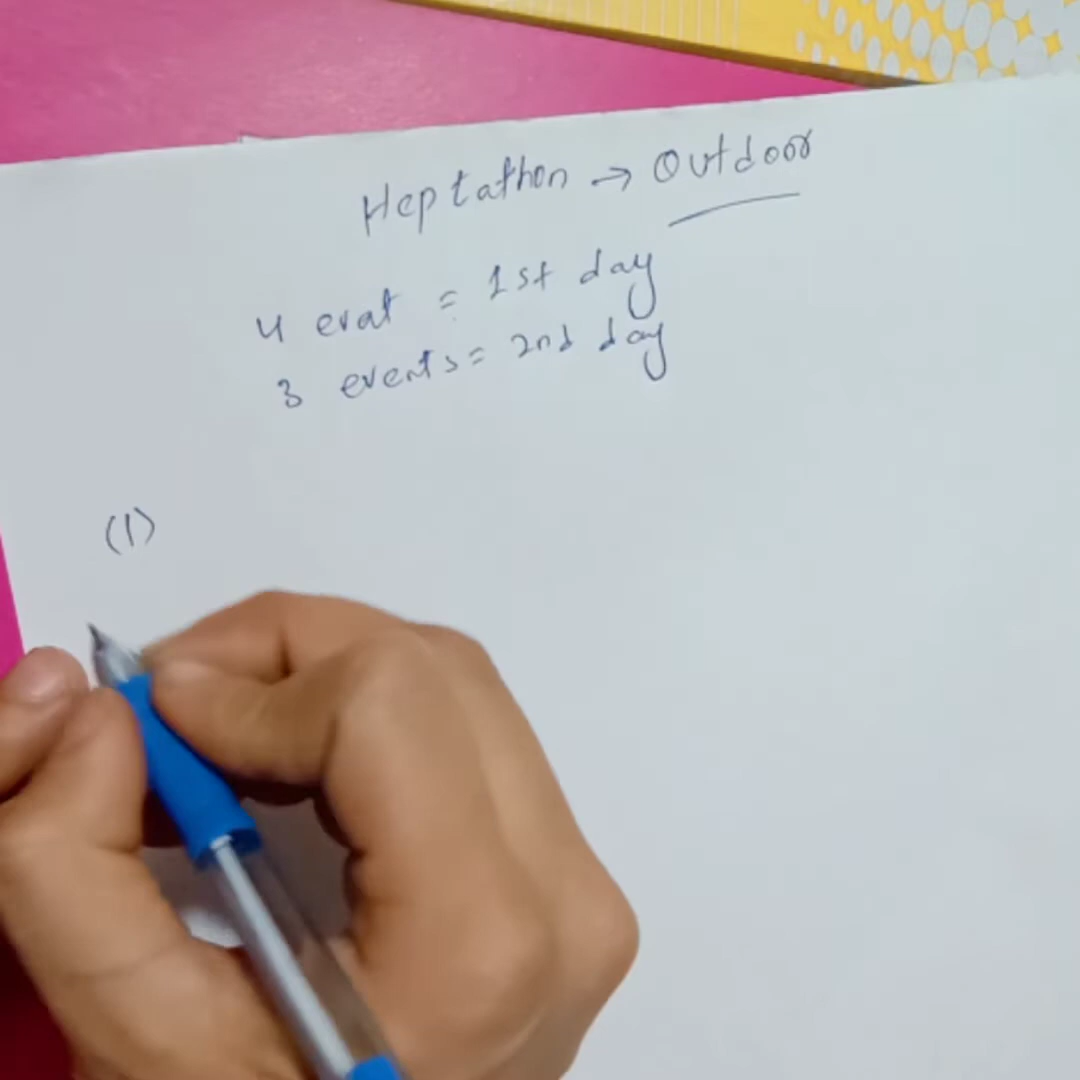 Heptathon → Outdoor
4 evat = 1st day
3 events = 2nd day
(1)